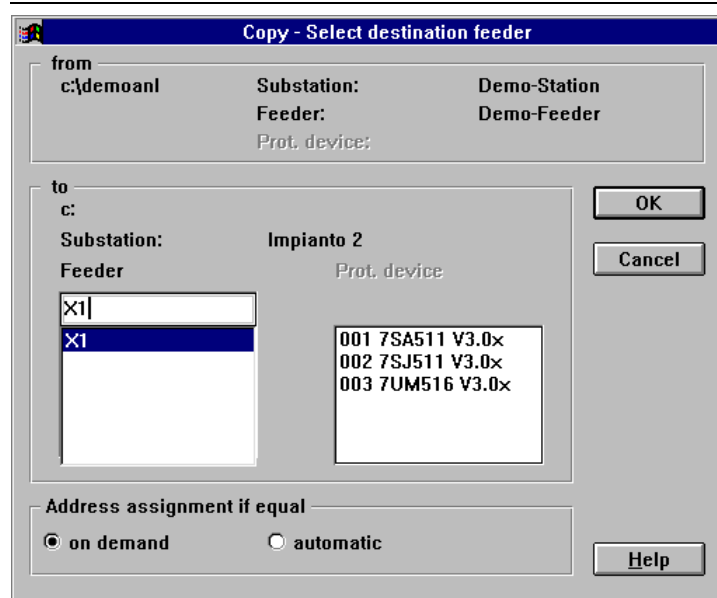 Copy - Select destination feeder
from
c:\demoanl Substation: Demo-Station
Feeder: Demo-Feeder
Prot. device:
to
c:
OK
Substation: Impianto 2
Feeder Prot. device
Cancel
X1
X1
001 7SA511 V3.0x
002 7SJ511 V3.0x
003 7UM516 V3.0x
Address assignment if equal
on demand automatic
Help